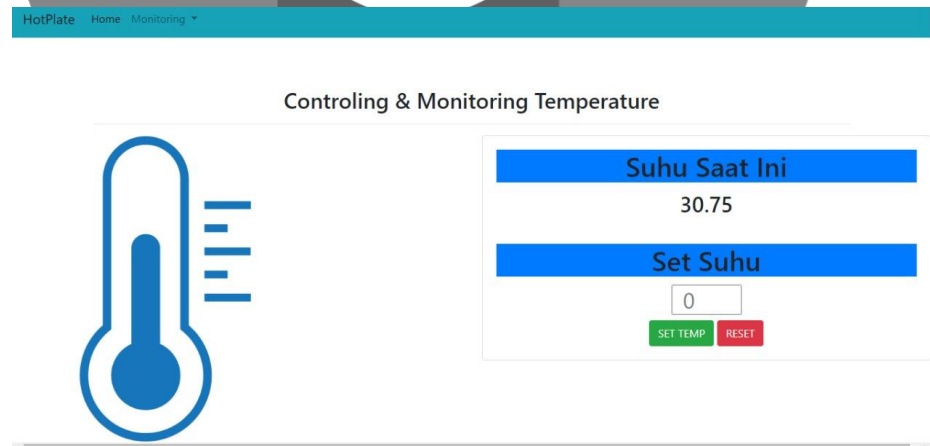 HotPlate Home Monitoring
Controling & Monitoring Temperature
Suhu Saat Ini
30.75
Set Suhu
0
SET TEMP RESET